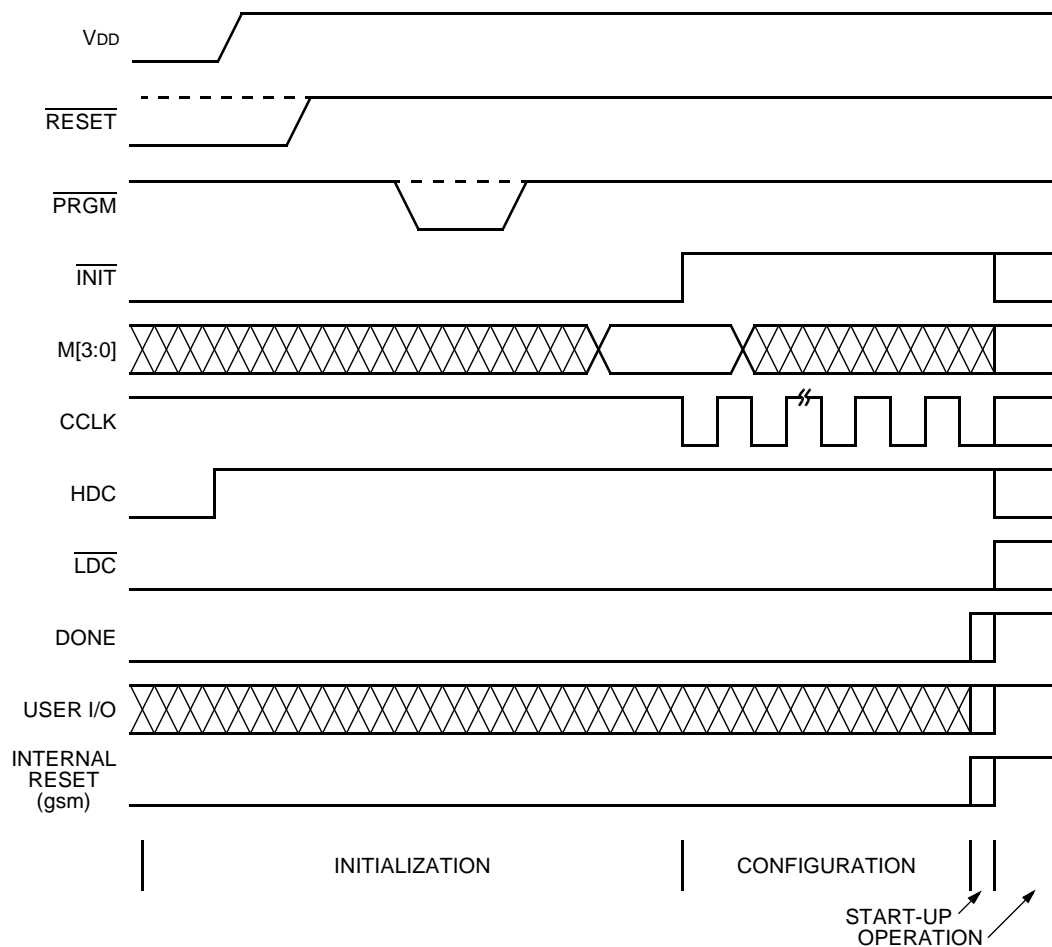 VDD
RESET
PRGM
INIT
M[3:0]
CCLK
HDC
LDC
DONE
USER I/O
INTERNAL
RESET
(gsm)
INITIALIZATION
CONFIGURATION
START-UP
OPERATION